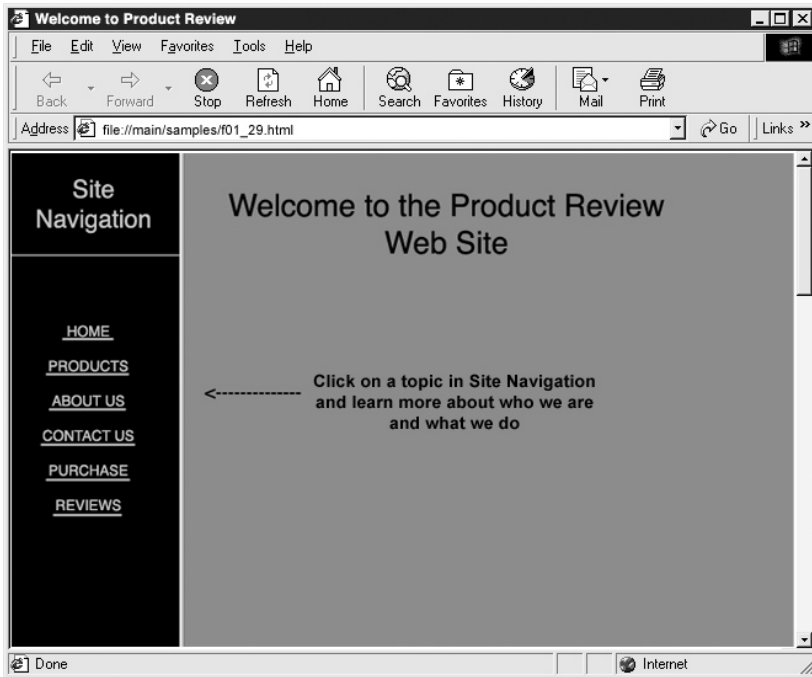 Welcome to Product Review
File Edit View Favorites Tools Help
Back Forward Stop Refresh Home Search Favorites History Mail Print
Address file://main/samples/f01_29.html Go Links »
Site
Navigation
HOME
PRODUCTS
ABOUT US
CONTACT US
PURCHASE
REVIEWS
Welcome to the Product Review
Web Site
<-------------- Click on a topic in Site Navigation
and learn more about who we are
and what we do
Done Internet